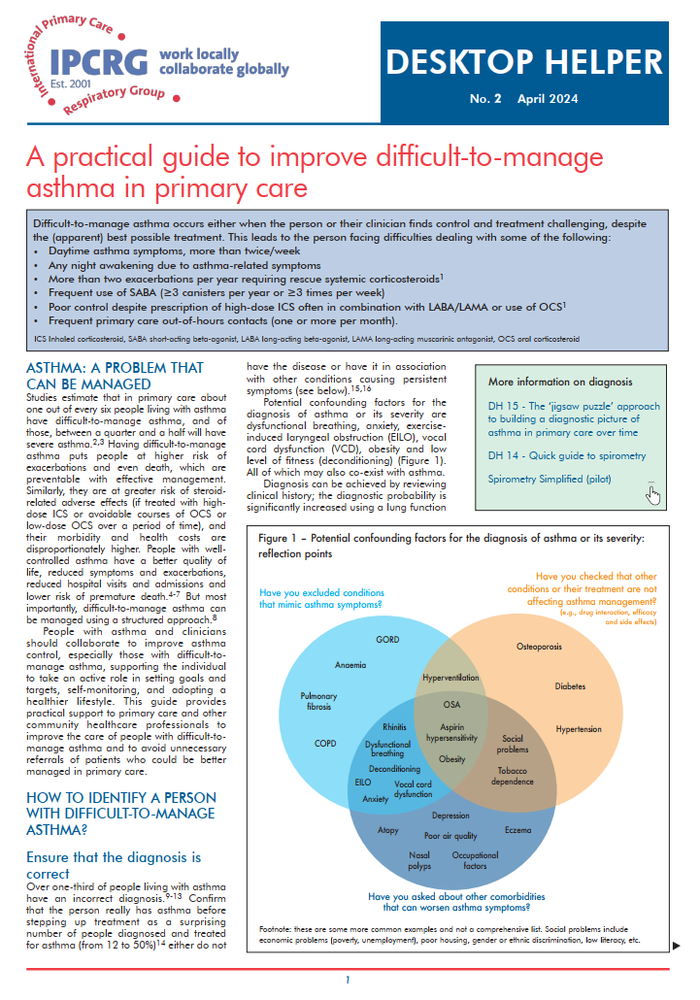 International Primary Care
Respiratory Group
IPCRG
Est. 2001
work locally
collaborate globally
DESKTOP HELPER
No. 2 April 2024
A practical guide to improve difficult-to-manage
asthma in primary care
Difficult-to-manage asthma occurs either when the person or their clinician finds control and treatment challenging, despite
the (apparent) best possible treatment. This leads to the person facing difficulties dealing with some of the following:
• Daytime asthma symptoms, more than twice/week
• Any night awakening due to asthma-related symptoms
• More than two exacerbations per year requiring rescue systemic corticosteroids¹
• Frequent use of SABA (≥3 canisters per year or ≥3 times per week)
• Poor control despite prescription of high-dose ICS often in combination with LABA/LAMA or use of OCS¹
• Frequent primary care out-of-hours contacts (one or more per month).
ICS Inhaled corticosteroid, SABA short-acting beta-agonist, LABA long-acting beta-agonist, LAMA long-acting muscarinic antagonist, OCS oral corticosteroid
ASTHMA: A PROBLEM THAT
CAN BE MANAGED
Studies estimate that in primary care about
one out of every six people living with asthma
have difficult-to-manage asthma, and of
those, between a quarter and a half will have
severe asthma.²,³ Having difficult-to-manage
asthma puts people at higher risk of
exacerbations and even death, which are
preventable with effective management.
Similarly, they are at greater risk of steroid-
related adverse effects (if treated with high-
dose ICS or avoidable courses of OCS or
low-dose OCS over a period of time), and
their morbidity and health costs are
disproportionately higher. People with well-
controlled asthma have a better quality of
life, reduced symptoms and exacerbations,
reduced hospital visits and admissions and
lower risk of premature death.⁴-⁷ But most
importantly, difficult-to-manage asthma can
be managed using a structured approach.⁸
People with asthma and clinicians
should collaborate to improve asthma
control, especially those with difficult-to-
manage asthma, supporting the individual
to take an active role in setting goals and
targets, self-monitoring, and adopting a
healthier lifestyle. This guide provides
practical support to primary care and other
community healthcare professionals to
improve the care of people with difficult-to-
manage asthma and to avoid unnecessary
referrals of patients who could be better
managed in primary care.
HOW TO IDENTIFY A PERSON
WITH DIFFICULT-TO-MANAGE
ASTHMA?
Ensure that the diagnosis is
correct
Over one-third of people living with asthma
have an incorrect diagnosis.⁹-¹³ Confirm
that the person really has asthma before
stepping up treatment as a surprising
number of people diagnosed and treated
for asthma (from 12 to 50%)¹⁴ either do not
have the disease or have it in association
with other conditions causing persistent
symptoms (see below).¹⁵,¹⁶
Potential confounding factors for the
diagnosis of asthma or its severity are
dysfunctional breathing, anxiety, exercise-
induced laryngeal obstruction (EILO), vocal
cord dysfunction (VCD), obesity and low
level of fitness (deconditioning) (Figure 1).
All of which may also co-exist with asthma.
Diagnosis can be achieved by reviewing
clinical history; the diagnostic probability is
significantly increased using a lung function
More information on diagnosis
DH 15 - The ‘jigsaw puzzle’ approach
to building a diagnostic picture of
asthma in primary care over time
DH 14 - Quick guide to spirometry
Spirometry Simplified (pilot)
Figure 1 – Potential confounding factors for the diagnosis of asthma or its severity:
reflection points
Have you excluded conditions
that mimic asthma symptoms?
Have you checked that other
conditions or their treatment are not
affecting asthma management?
(e.g., drug interaction, efficacy
and side effects)
GORD
Anaemia
Pulmonary
fibrosis
COPD
Hyperventilation
OSA
Aspirin
hypersensitivity
Obesity
Osteoporosis
Diabetes
Hypertension
Rhinitis
Dysfunctional
breathing
Deconditioning
EILO
Vocal cord
dysfunction
Anxiety
Social
problems
Tobacco
dependence
Depression
Atopy
Poor air quality
Eczema
Nasal
polyps
Occupational
factors
Have you asked about other comorbidities
that can worsen asthma symptoms?
Footnote: these are some more common examples and not a comprehensive list. Social problems include
economic problems (poverty, unemployment), poor housing, gender or ethnic discrimination, low literacy, etc.
1